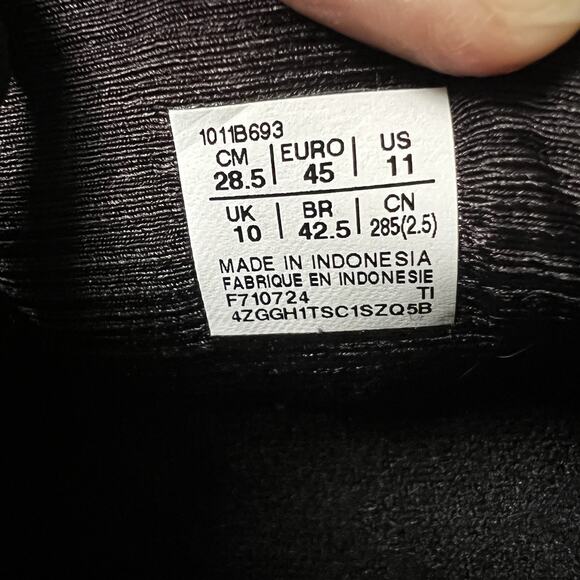 1011B693
CM | EURO | US
28.5 | 45 | 11
UK | BR | CN
10 | 42.5 | 285(2.5)
MADE IN INDONESIA
FABRIQUE EN INDONESIE
F710724 TI
4ZGGH1TSC1SZQ5B